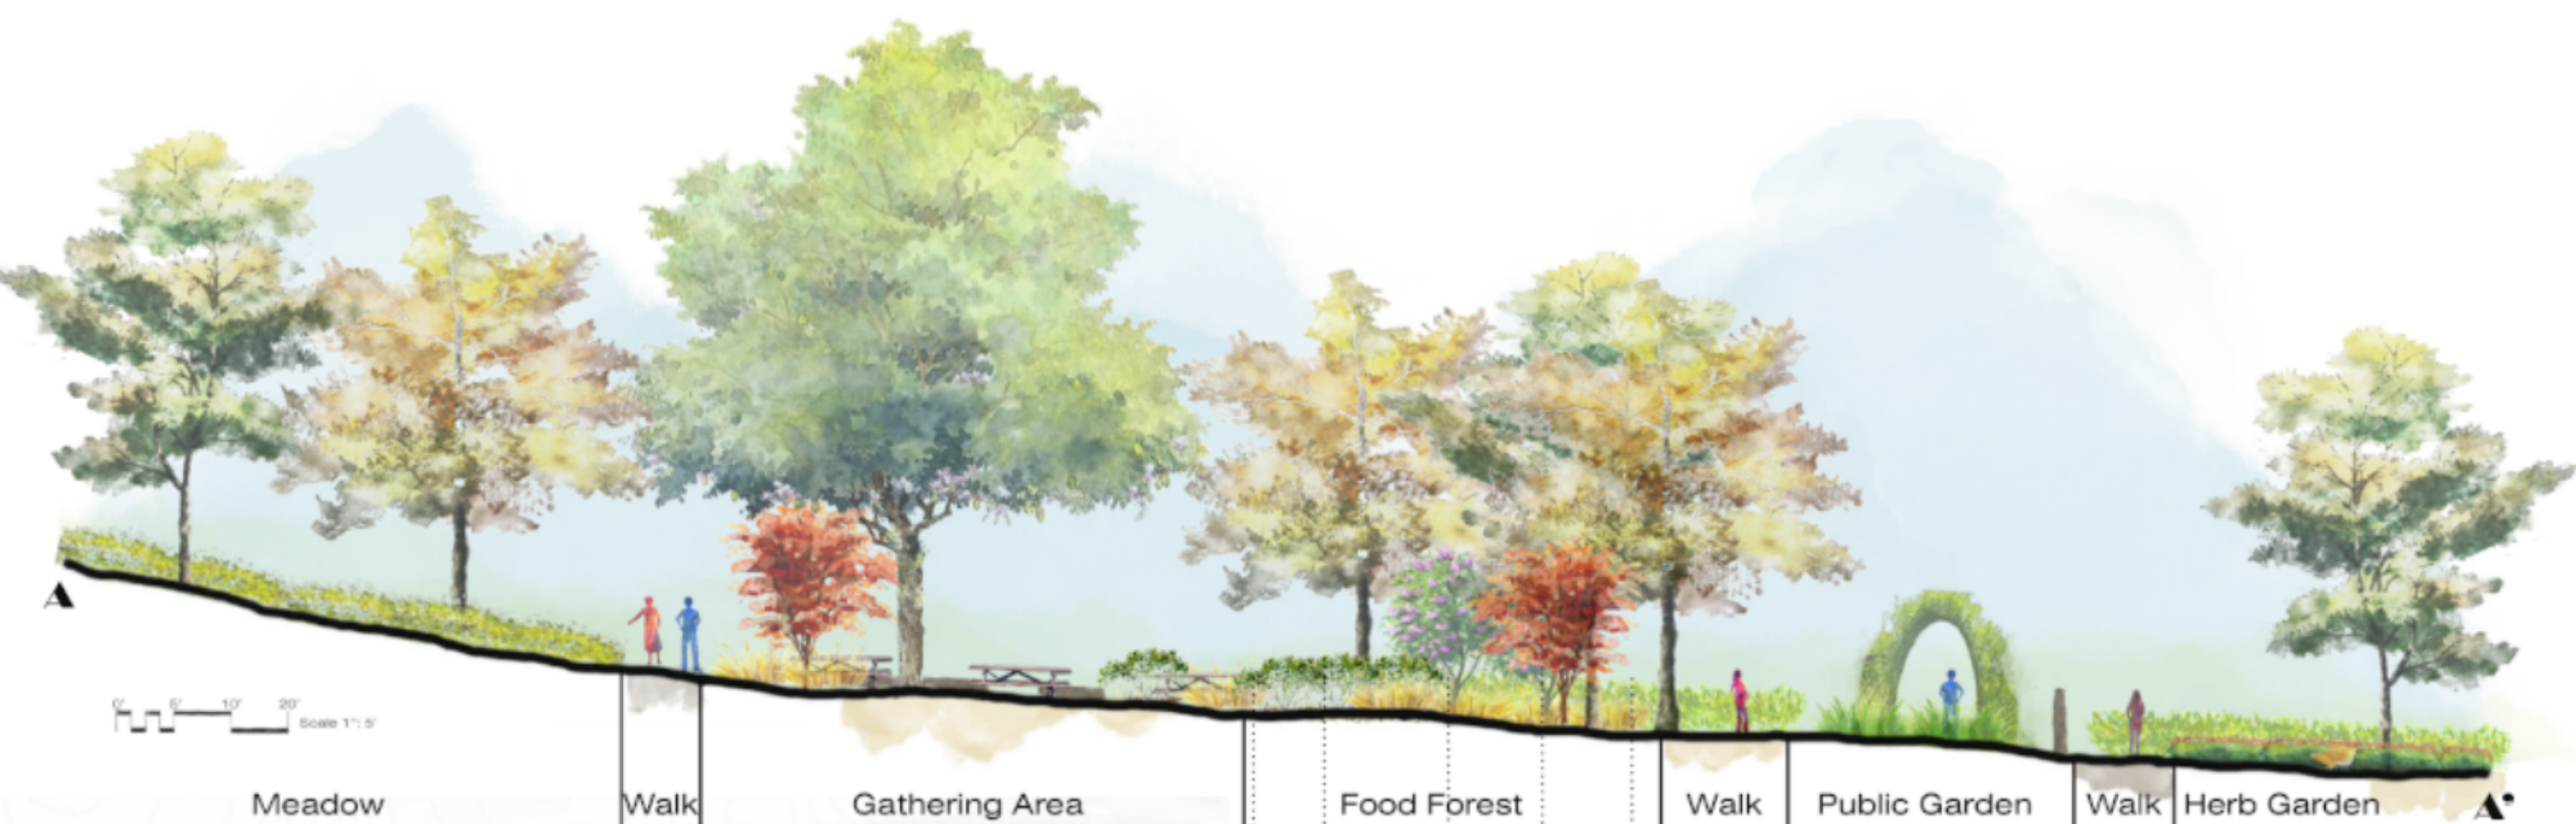 A
0' 5' 10' 20'
Scale 1": 5'
Meadow Walk Gathering Area Food Forest Walk Public Garden Walk Herb Garden A'